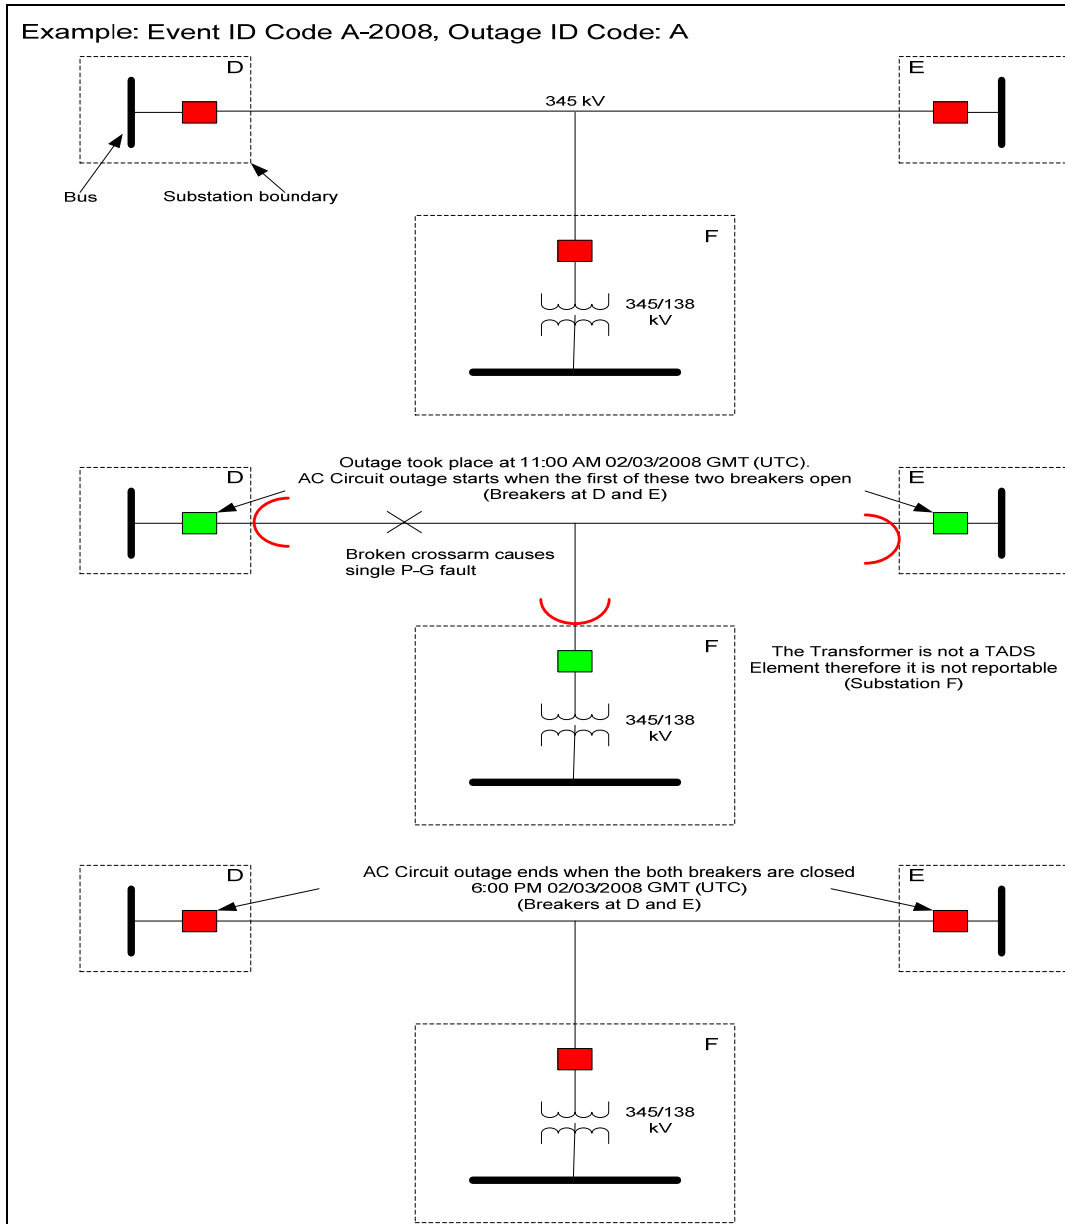 Example: Event ID Code A-2008, Outage ID Code: A
D
E
345 kV
Bus
Substation boundary
F
345/138
kV
Outage took place at 11:00 AM 02/03/2008 GMT (UTC).
AC Circuit outage starts when the first of these two breakers open
(Breakers at D and E)
D
E
Broken crossarm causes
single P-G fault
F
The Transformer is not a TADS
Element therefore it is not reportable
(Substation F)
345/138
kV
AC Circuit outage ends when the both breakers are closed
6:00 PM 02/03/2008 GMT (UTC)
(Breakers at D and E)
D
E
F
345/138
kV